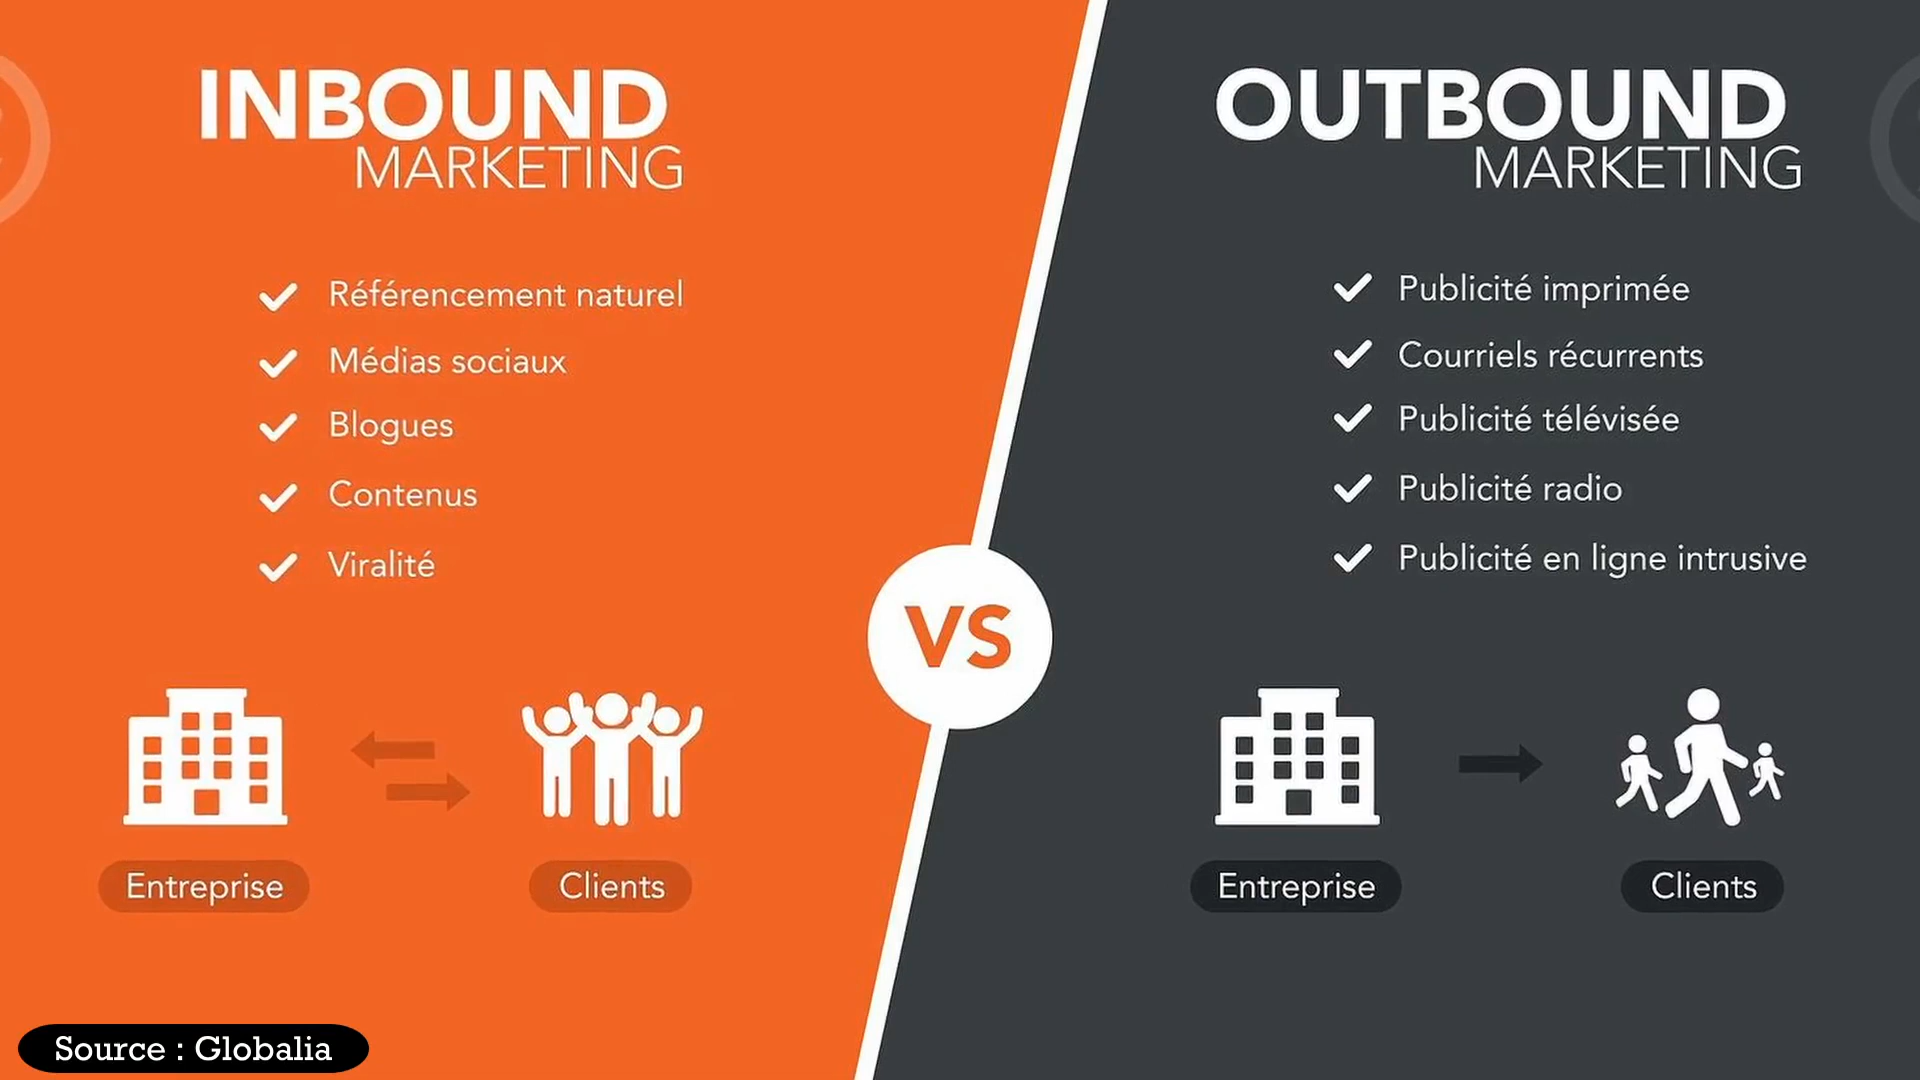 INBOUND
MARKETING
Référencement naturel
Médias sociaux
Blogues
Contenus
Viralité
Entreprise
Clients
VS
OUTBOUND
MARKETING
Publicité imprimée
Courriels récurrents
Publicité télévisée
Publicité radio
Publicité en ligne intrusive
Entreprise
Clients
Source : Globalia